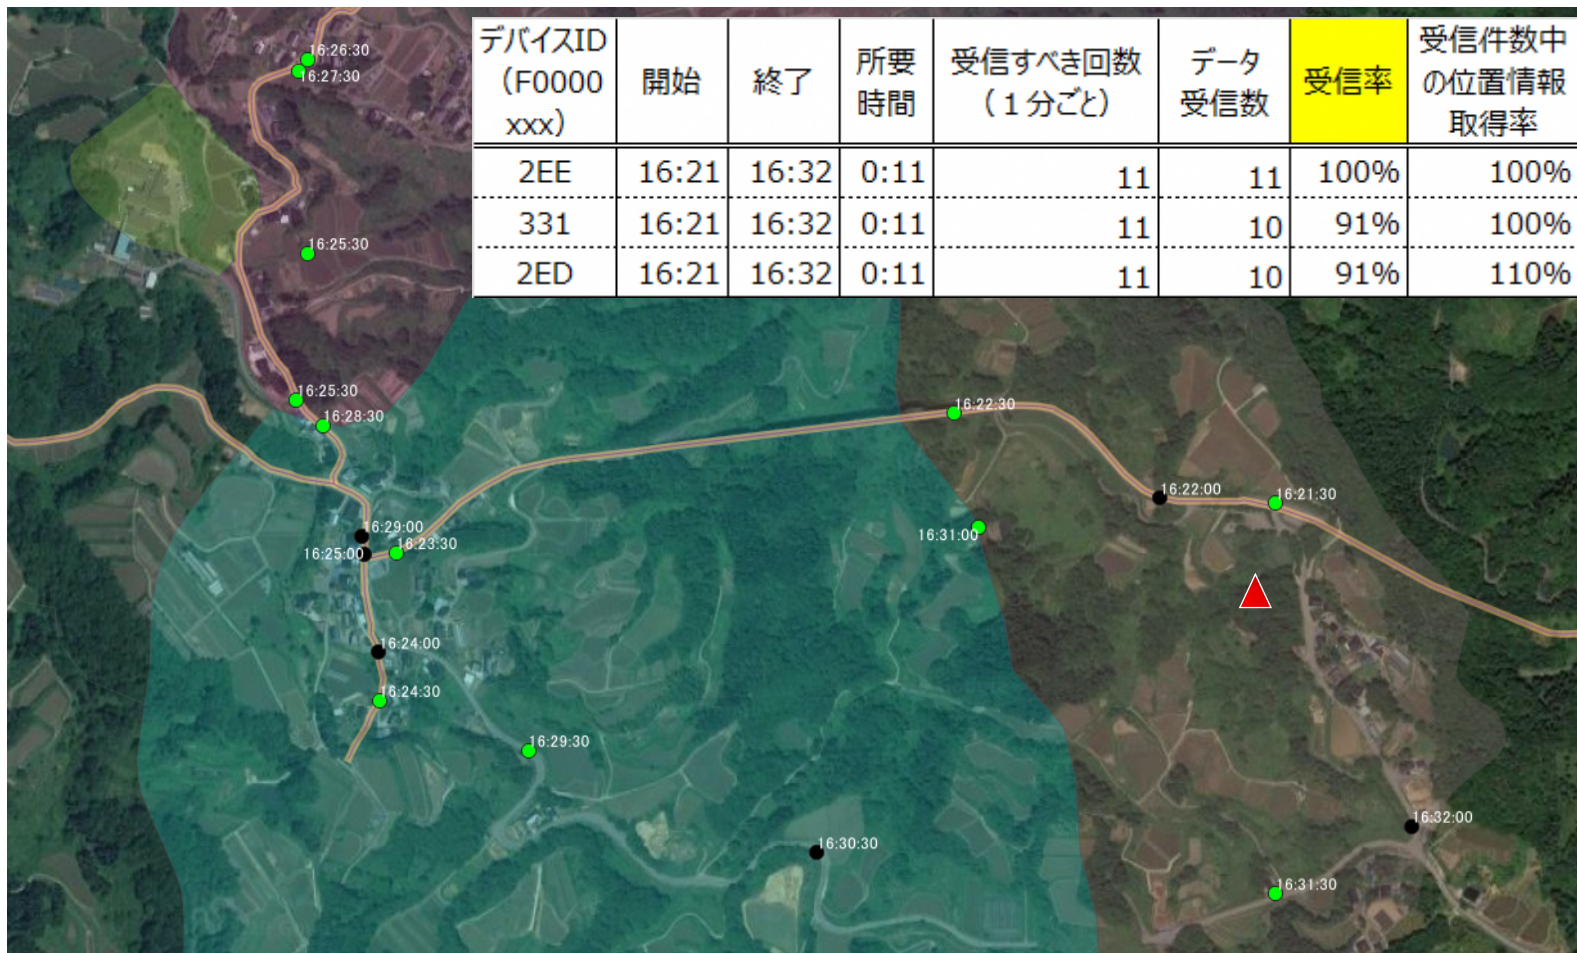 デバイスID
（F0000
xxx）
開始
終了
所要
時間
受信すべき回数
（１分ごと）
データ
受信数
受信率
受信件数中
の位置情報
取得率
2EE 16:21 16:32 0:11 11 11 100% 100%
331 16:21 16:32 0:11 11 10 91% 100%
2ED 16:21 16:32 0:11 11 10 91% 110%
16:26:30
16:27:30
16:25:30
16:25:30
16:28:30
16:22:30
16:22:00
16:21:30
16:29:00
16:31:00
16:23:30
16:25:00
16:24:00
16:24:30
16:29:30
16:32:00
16:30:30
16:31:30